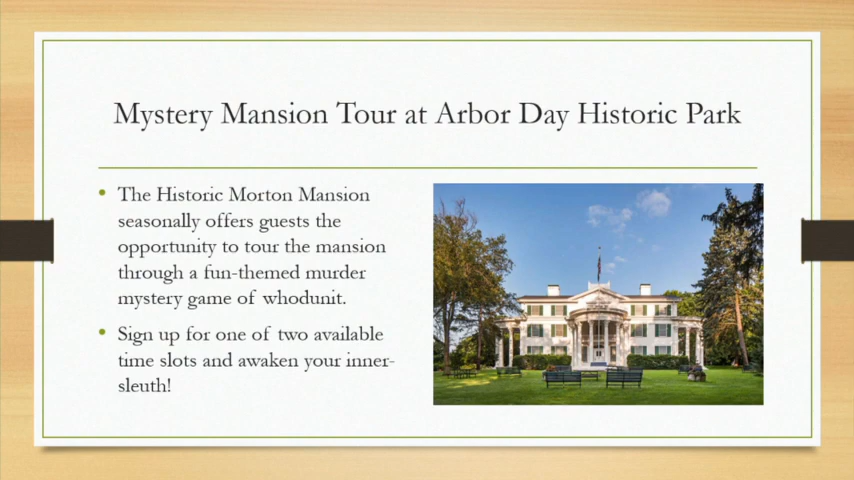 Mystery Mansion Tour at Arbor Day Historic Park
• The Historic Morton Mansion
seasonally offers guests the
opportunity to tour the mansion
through a fun-themed murder
mystery game of whodunit.
• Sign up for one of two available
time slots and awaken your inner-
sleuth!